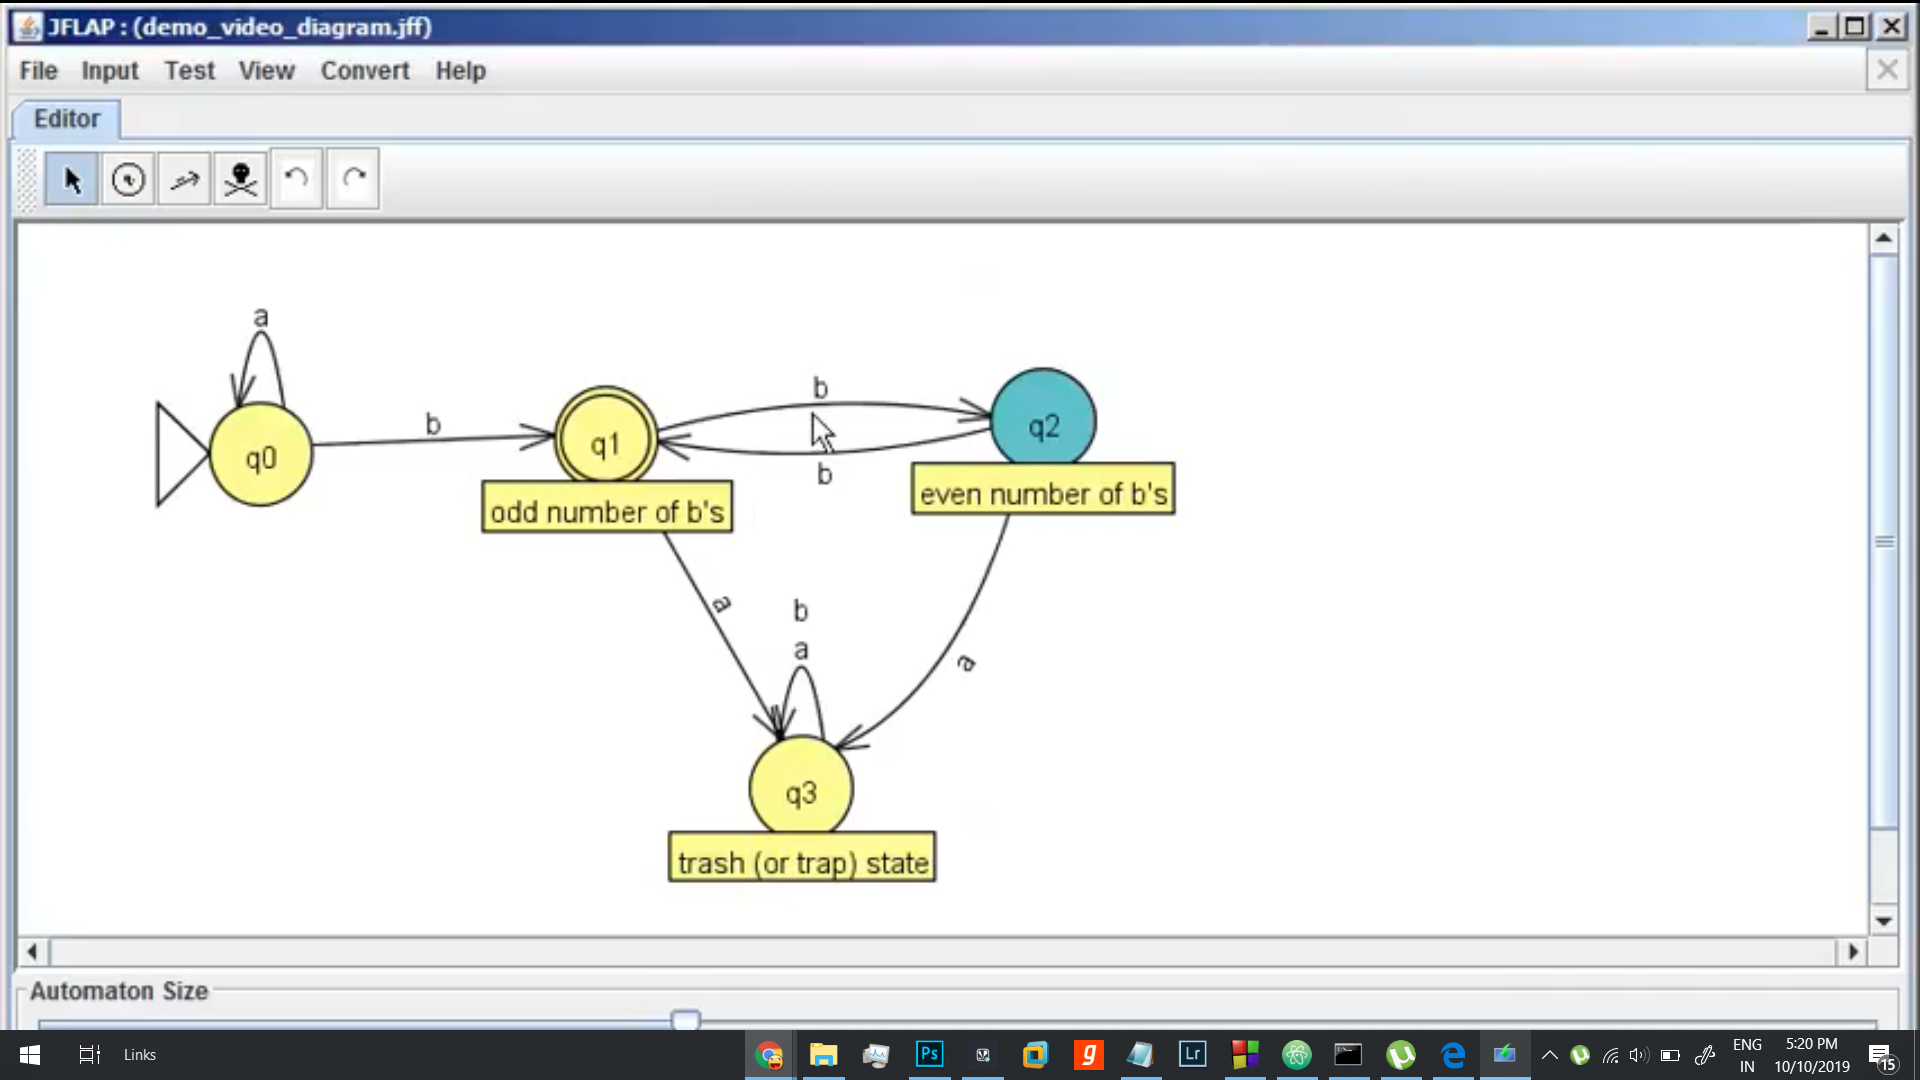 JFLAP : (demo_video_diagram.jff)
File Input Test View Convert Help
Editor
a
q0
b
q1
odd number of b's
b
b
q2
even number of b's
a
b
a
a
q3
trash (or trap) state
Automaton Size
Links
Ps
g
Lr
e
ENG
IN
5:20 PM
10/10/2019
15